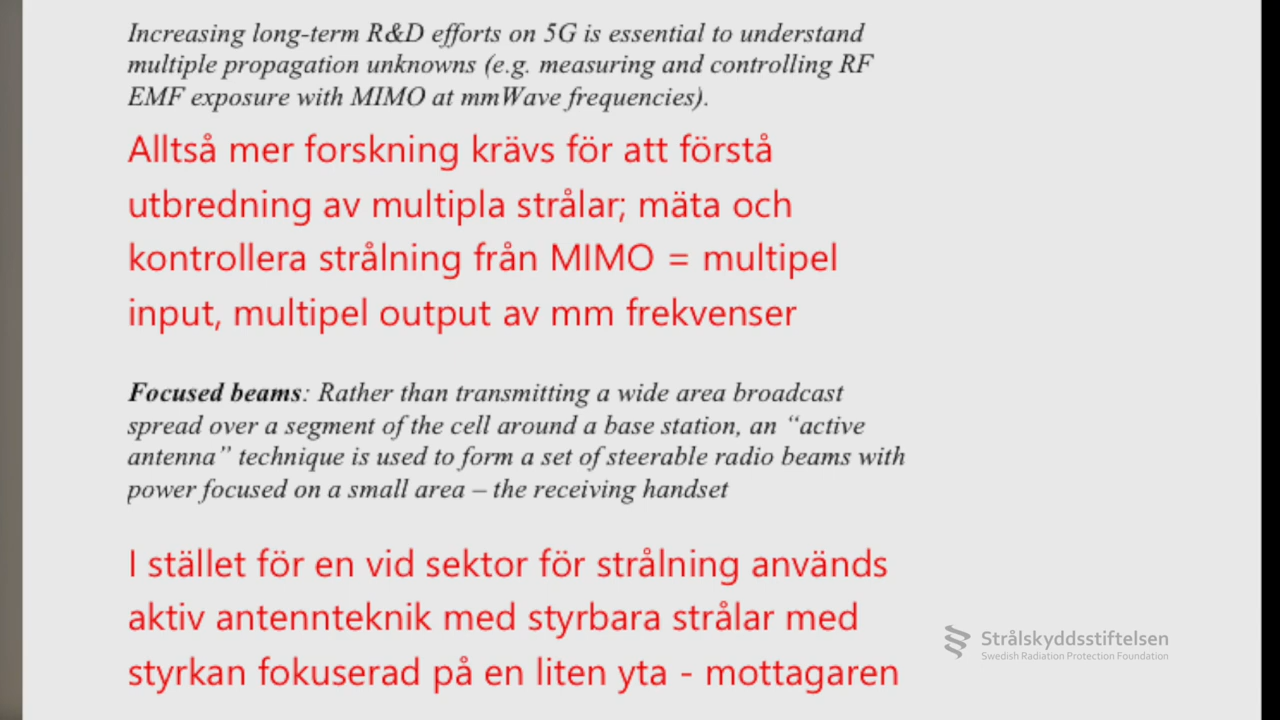 Increasing long-term R&D efforts on 5G is essential to understand
multiple propagation unknowns (e.g. measuring and controlling RF
EMF exposure with MIMO at mmWave frequencies).
Alltså mer forskning krävs för att förstå
utbredning av multipla strålar; mäta och
kontrollera strålning från MIMO = multipel
input, multipel output av mm frekvenser
Focused beams: Rather than transmitting a wide area broadcast
spread over a segment of the cell around a base station, an “active
antenna” technique is used to form a set of steerable radio beams with
power focused on a small area – the receiving handset
I stället för en vid sektor för strålning används
aktiv antennteknik med styrbara strålar med
styrkan fokuserad på en liten yta - mottagaren
Strålskyddsstiftelsen
Swedish Radiation Protection Foundation